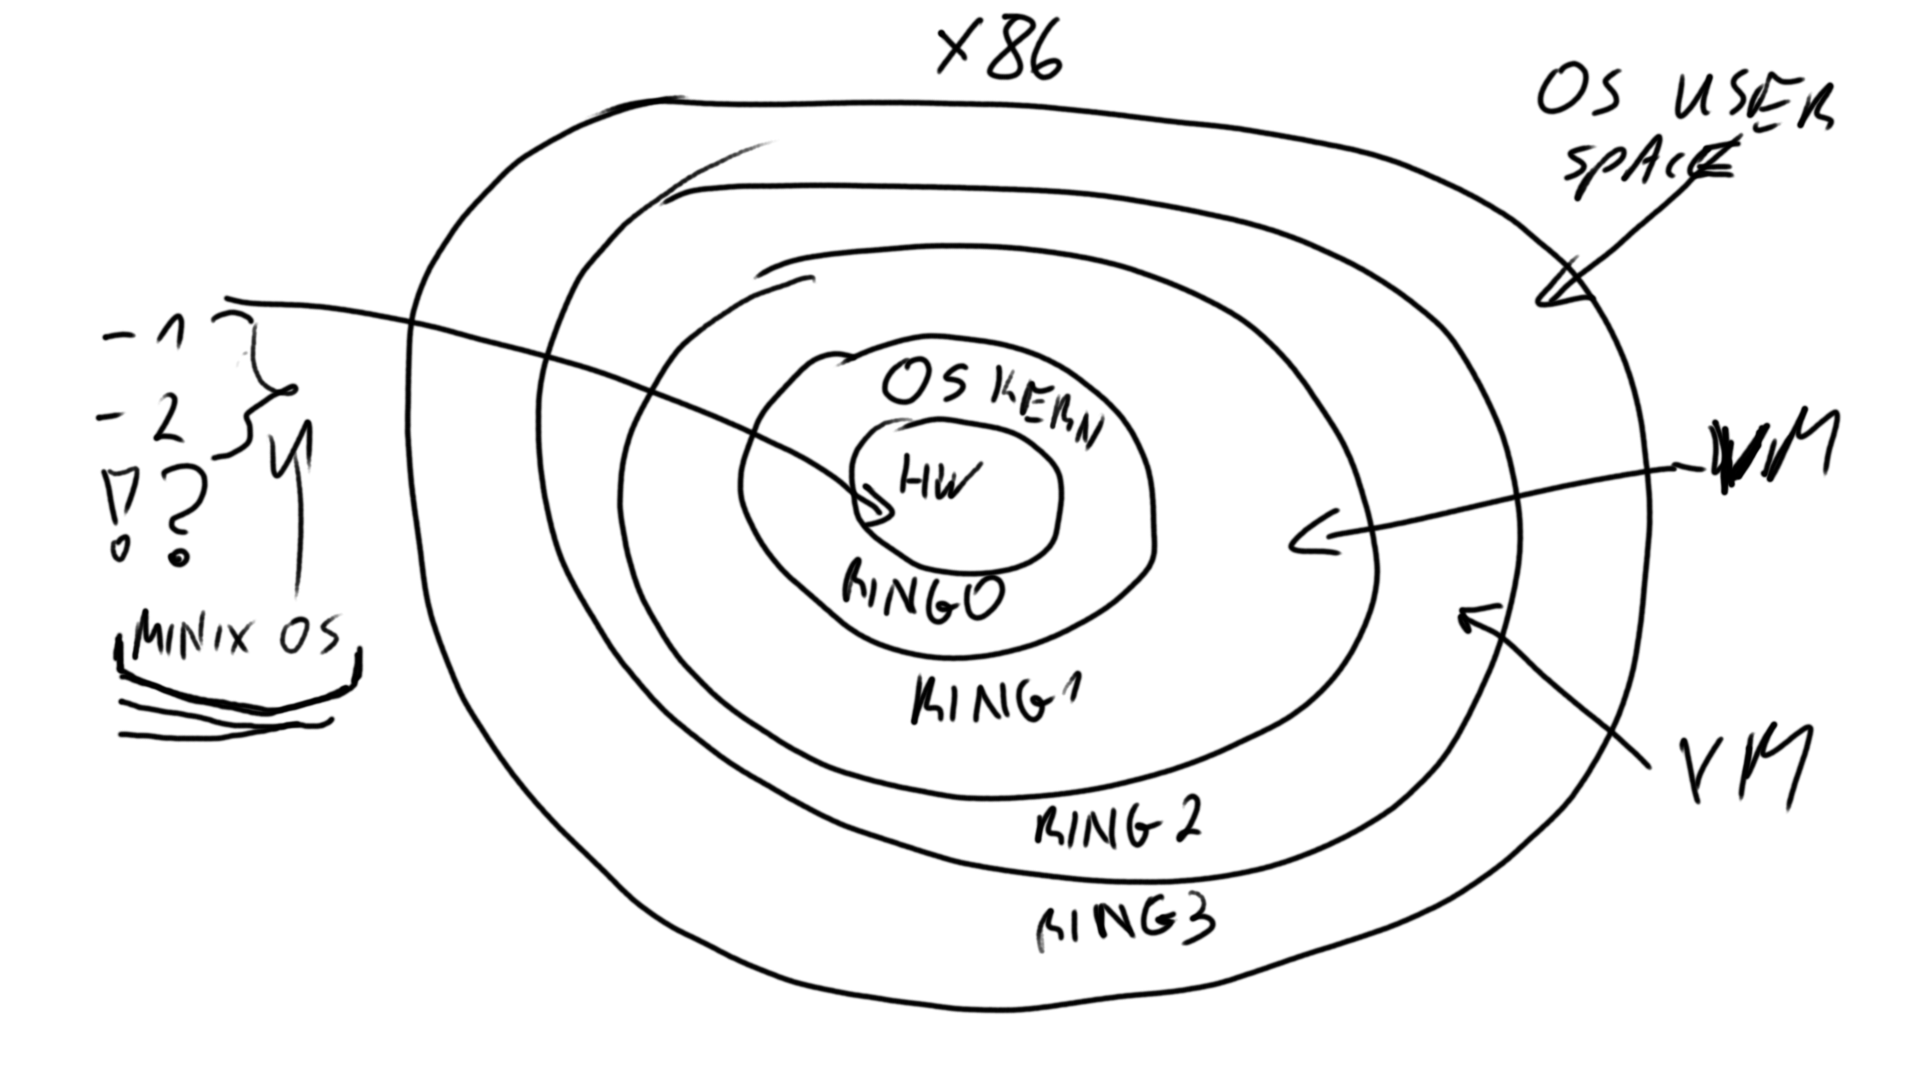 X86
OS USER
SPACE
-1
-2
!?
MINIX OS
OS KERN
HW
RING0
RING1
RING2
RING3
VM
VM